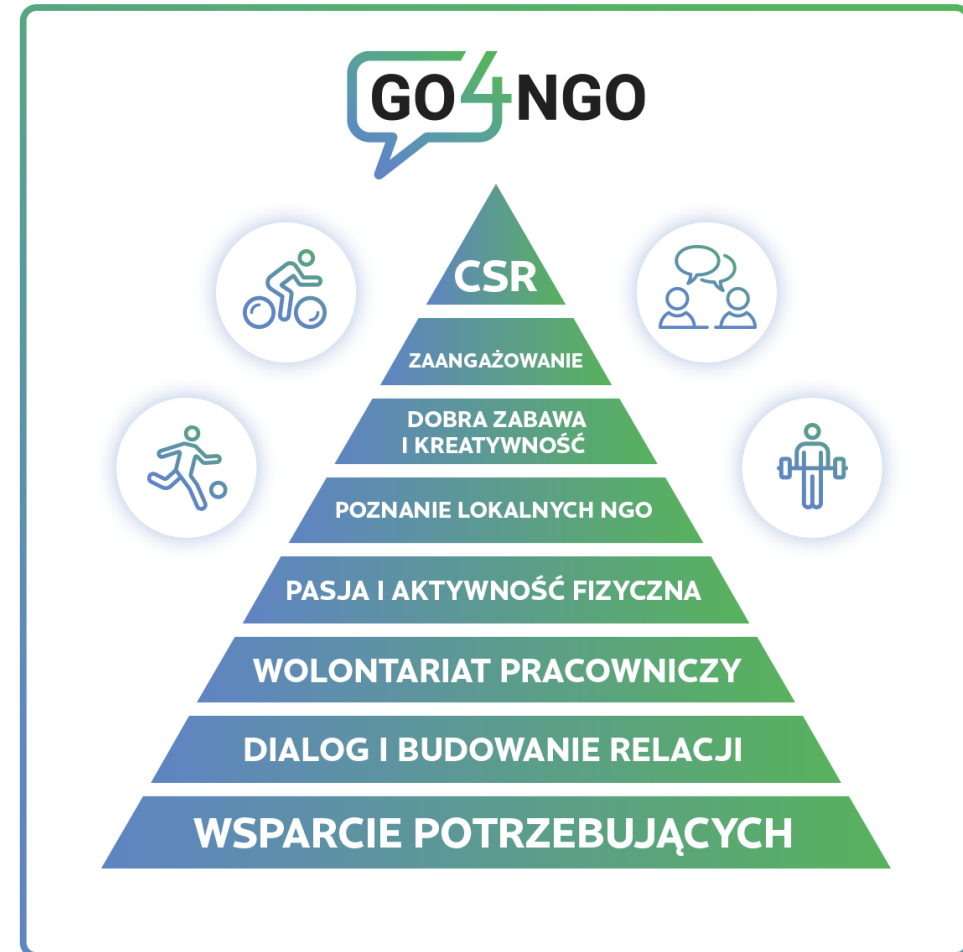 GO4NGO
CSR
ZAANGAŻOWANIE
DOBRA ZABAWA
I KREATYWNOŚĆ
POZNANIE LOKALNYCH NGO
PASJA I AKTYWNOŚĆ FIZYCZNA
WOLONTARIAT PRACOWNICZY
DIALOG I BUDOWANIE RELACJI
WSPARCIE POTRZEBUJĄCYCH